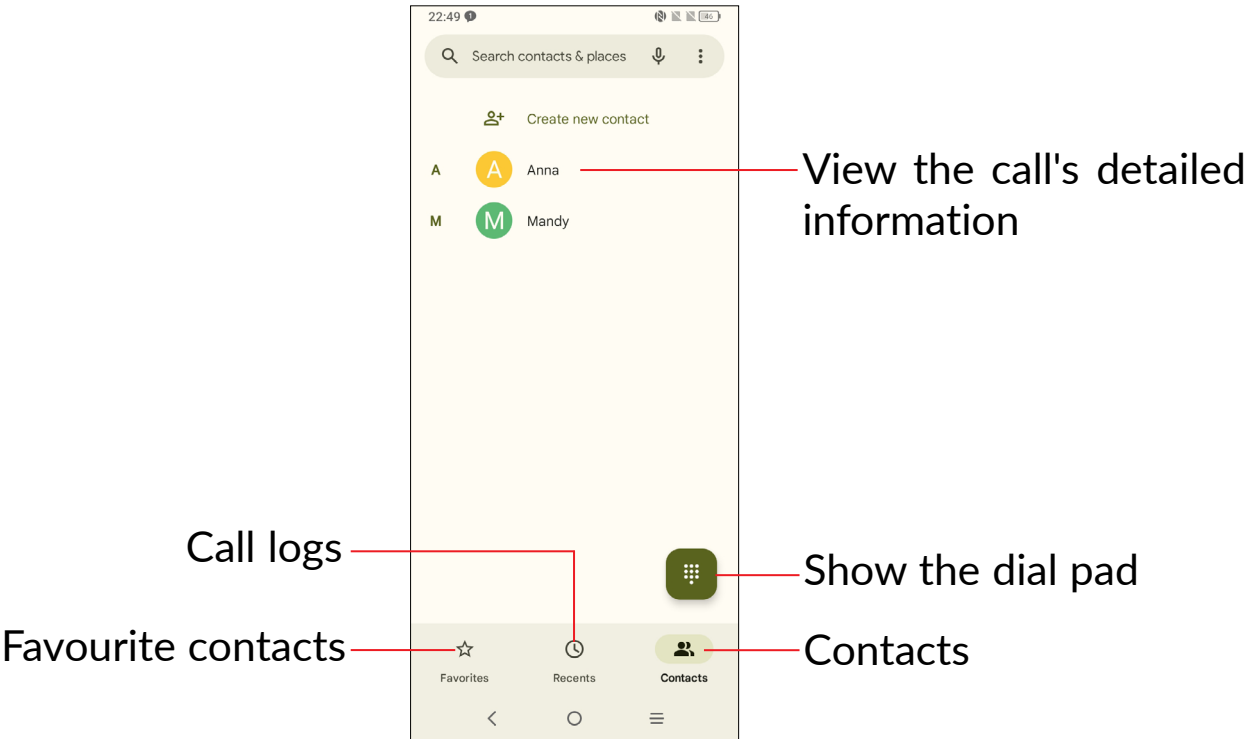 22:49
46
Search contacts & places
Create new contact
A
A
Anna
View the call's detailed
information
M
M
Mandy
Call logs
Show the dial pad
Favourite contacts
Contacts
Favorites
Recents
Contacts